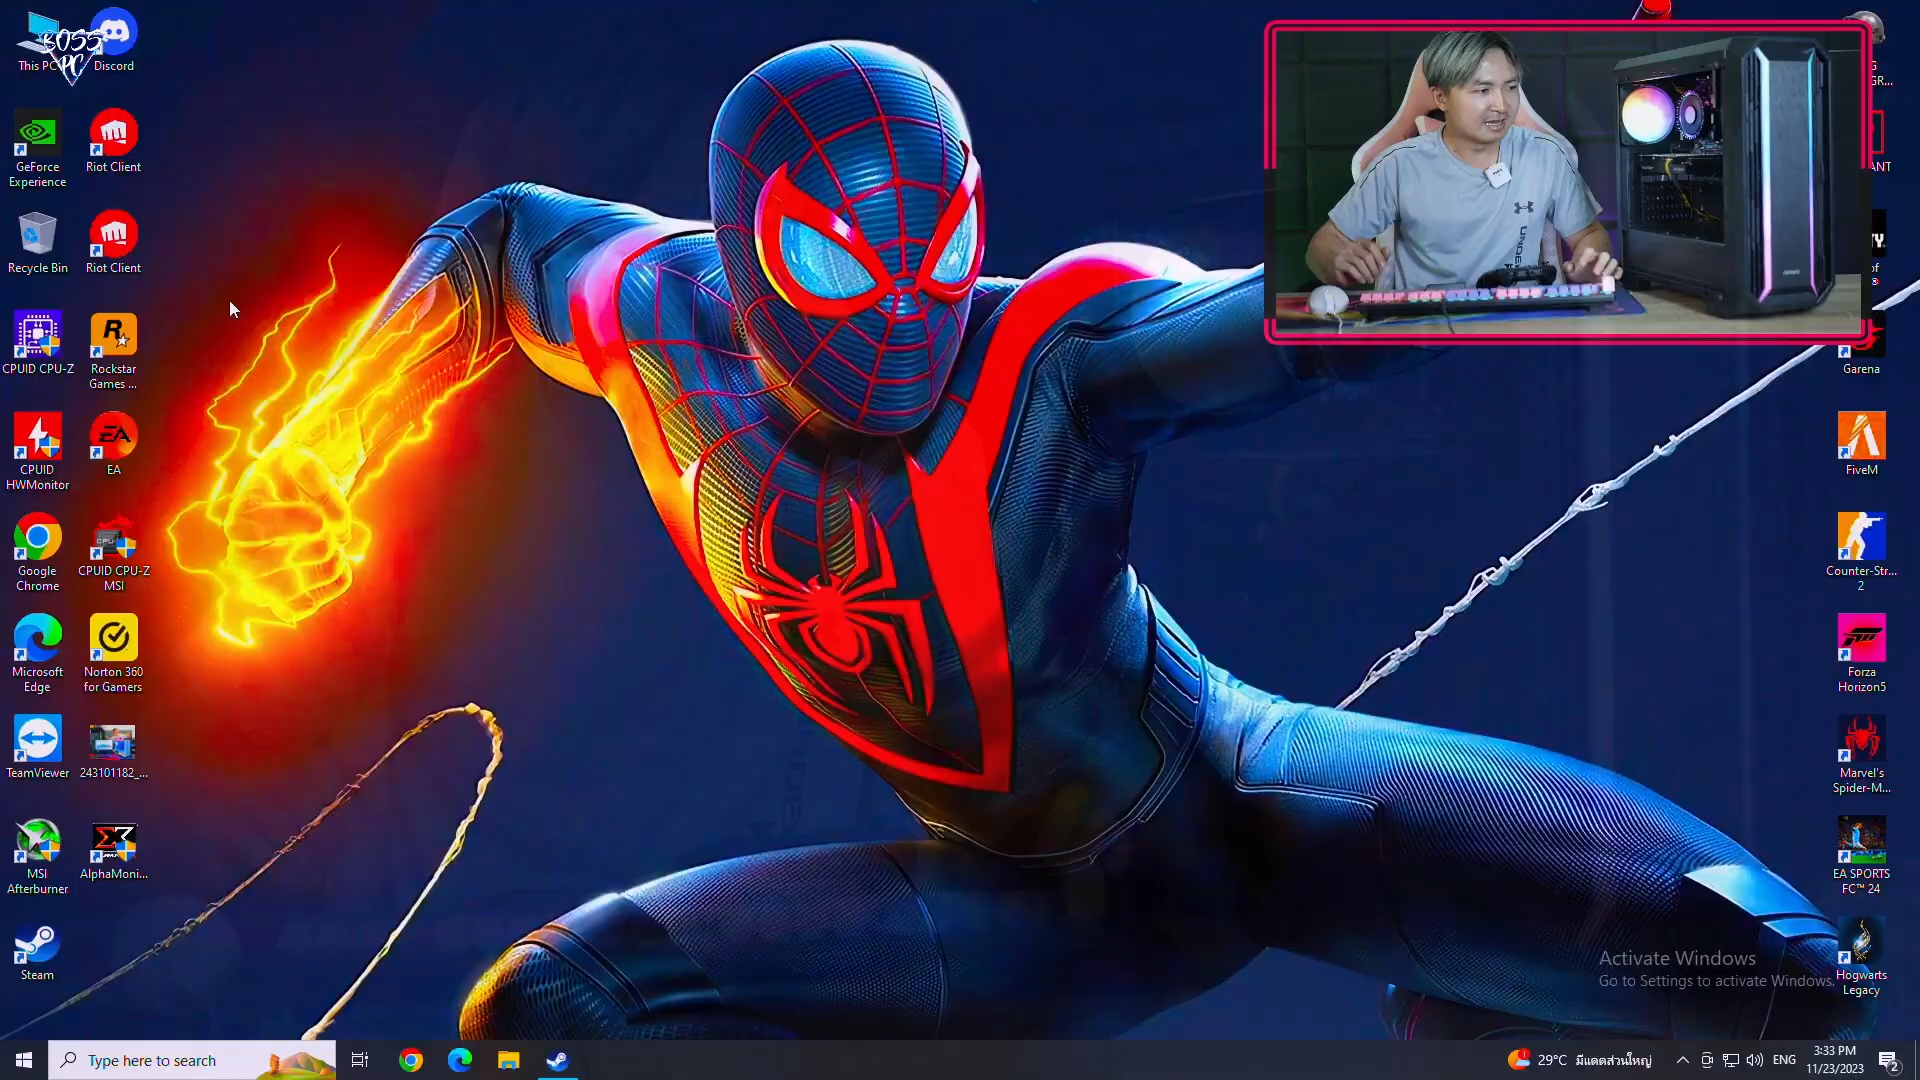 BOSS
PC
This PC
Discord
GeForce
Experience
Riot Client
Recycle Bin
Riot Client
CPUID CPU-Z
Rockstar
Games ...
CPUID
HWMonitor
EA
Google
Chrome
CPUID CPU-Z
MSI
Microsoft
Edge
Norton 360
for Gamers
TeamViewer
243101182_...
MSI
Afterburner
AlphaMoni...
Steam
Garena
FiveM
Counter-Str...
2
Forza
Horizon5
Marvel's
Spider-M...
EA SPORTS
FC™ 24
Hogwarts
Legacy
Activate Windows
Go to Settings to activate Windows.
Type here to search
29°C มีแดดส่วนใหญ่
ENG
3:33 PM
11/23/2023
2